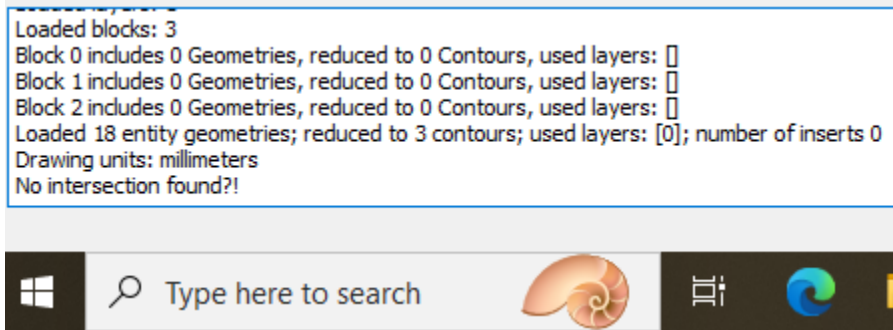 Loaded blocks: 3
Block 0 includes 0 Geometries, reduced to 0 Contours, used layers: []
Block 1 includes 0 Geometries, reduced to 0 Contours, used layers: []
Block 2 includes 0 Geometries, reduced to 0 Contours, used layers: []
Loaded 18 entity geometries; reduced to 3 contours; used layers: [0]; number of inserts 0
Drawing units: millimeters
No intersection found?!
Type here to search